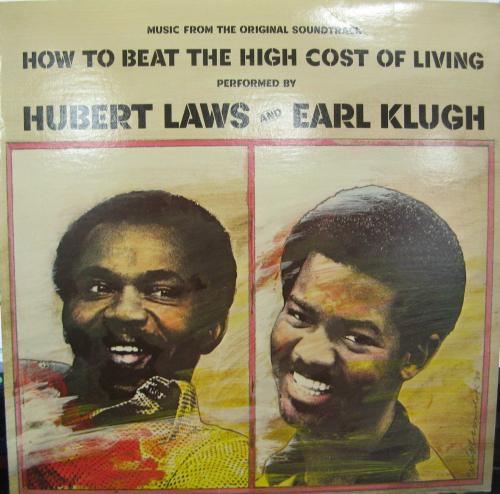 MUSIC FROM THE ORIGINAL SOUNDTRACK
HOW TO BEAT THE HIGH COST OF LIVING
PERFORMED BY
HUBERT LAWS AND EARL KLUGH